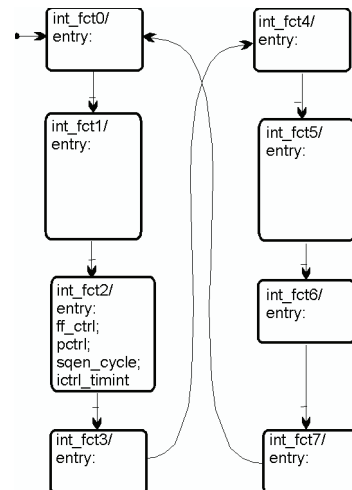 int_fct0/
entry:
int_fct1/
entry:
int_fct2/
entry:
ff_ctrl;
pctrl;
sqen_cycle;
ictrl_timint
int_fct3/
entry:
int_fct4/
entry:
int_fct5/
entry:
int_fct6/
entry:
int_fct7/
entry: